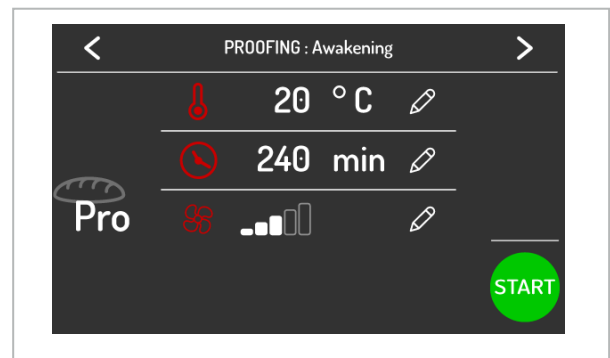 PROOFING : Awakening
20 °C
240 min
Pro
START